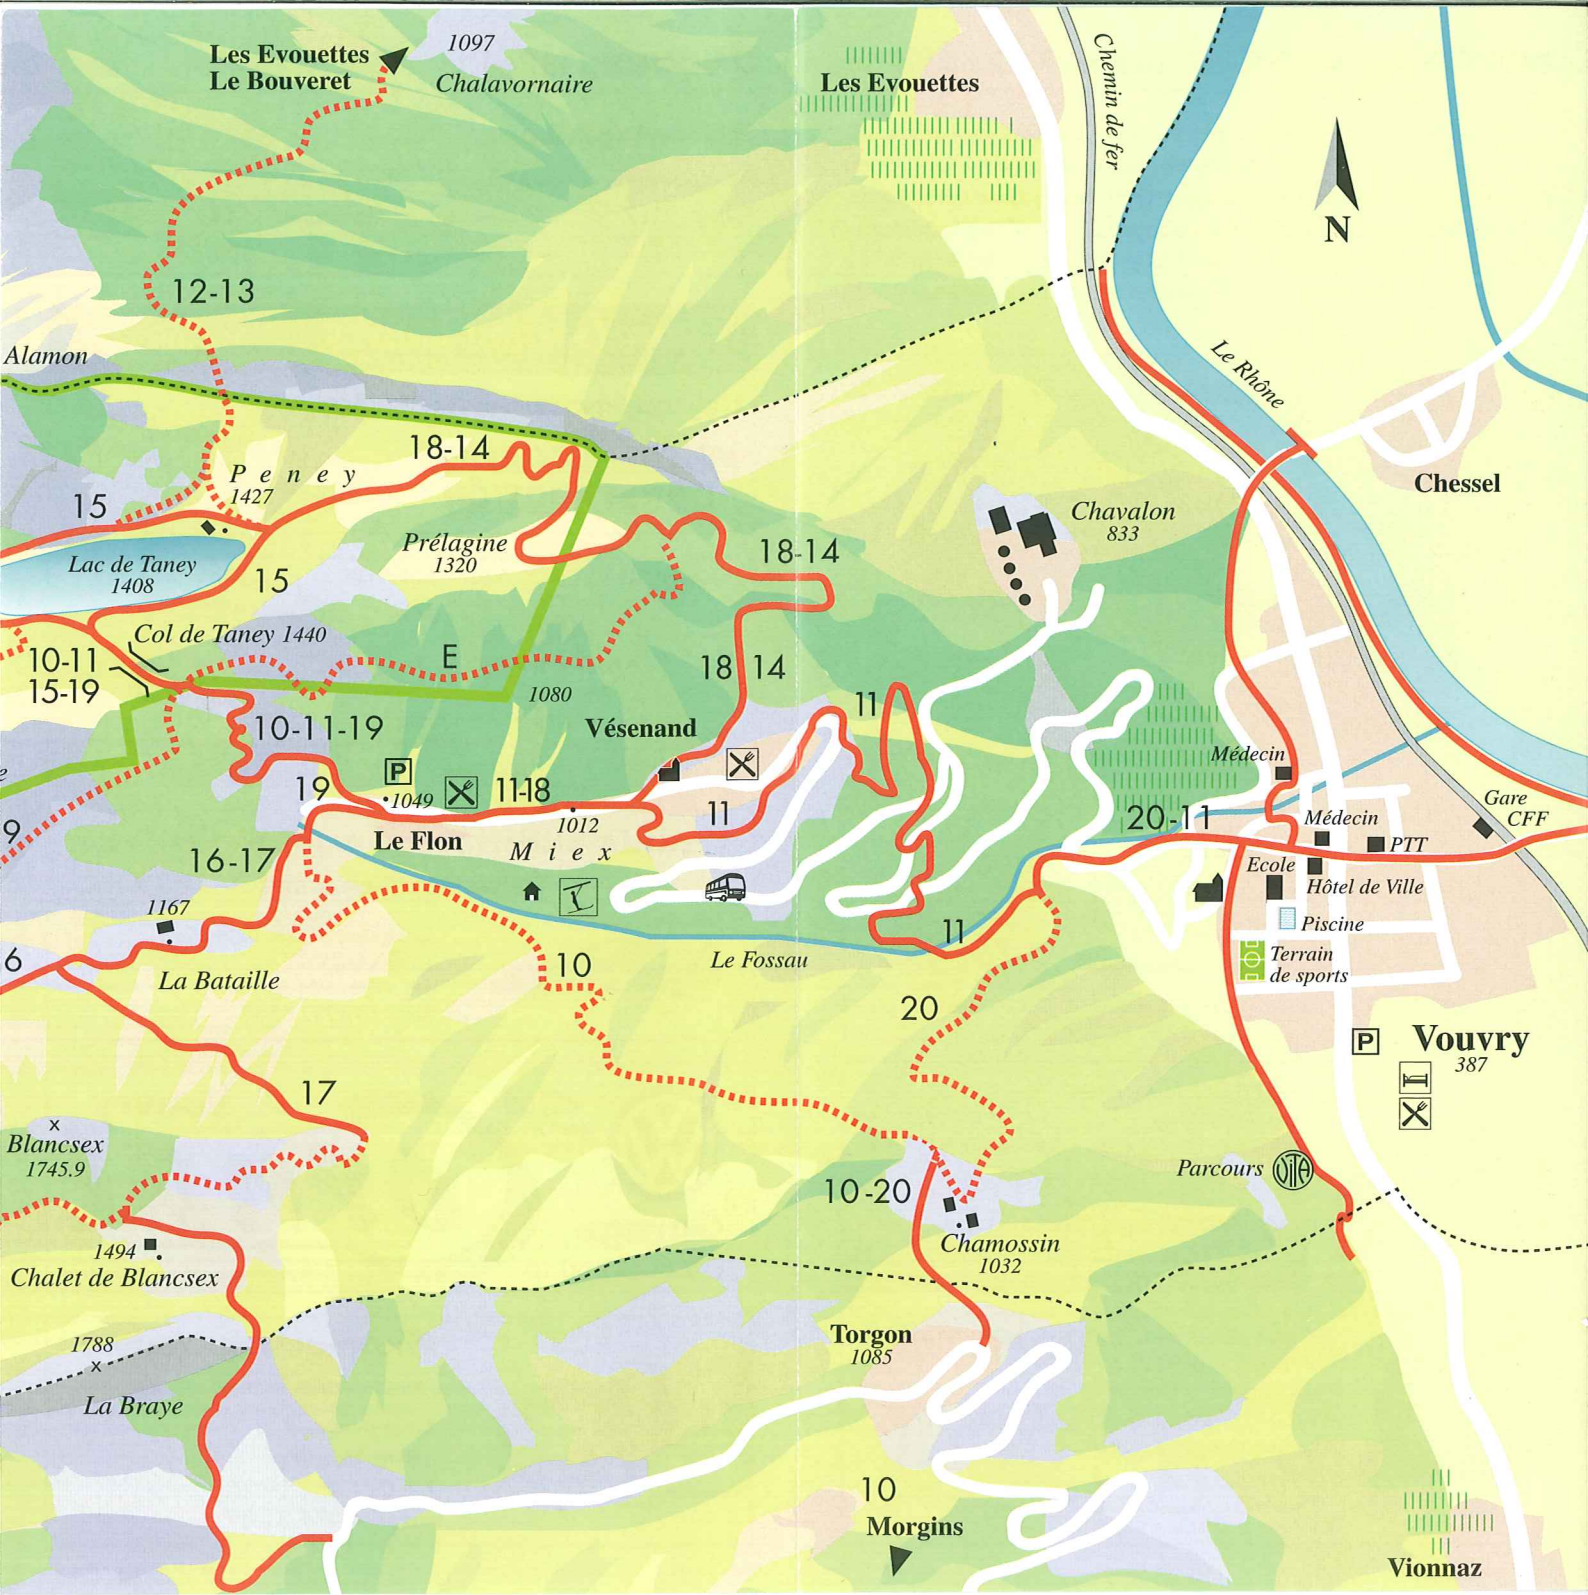 Les Evouettes
Le Bouveret
1097
Chalavornaire
Les Evouettes
Chemin de fer
N
12-13
Alamon
Le Rhône
18-14
Peney
1427
15
Chessel
Chavalon
833
Prélagine
1320
18-14
Lac de Taney
1408
15
Col de Taney 1440
10-11
15-19
E
1080
18
14
11
Vésenand
10-11-19
Médecin
P
1049
19
11-18
11
1012
20-11
Gare
CFF
Médecin
PTT
9
Le Flon
Miex
16-17
Ecole
Hôtel de Ville
1167
Piscine
11
6
La Bataille
10
Le Fossau
Terrain
de sports
20
P
Vouvry
387
17
x
Blancsex
1745.9
Parcours
VITA
10-20
1494
Chalet de Blancsex
Chamossin
1032
1788
x
La Braye
Torgon
1085
10
Morgins
Vionnaz